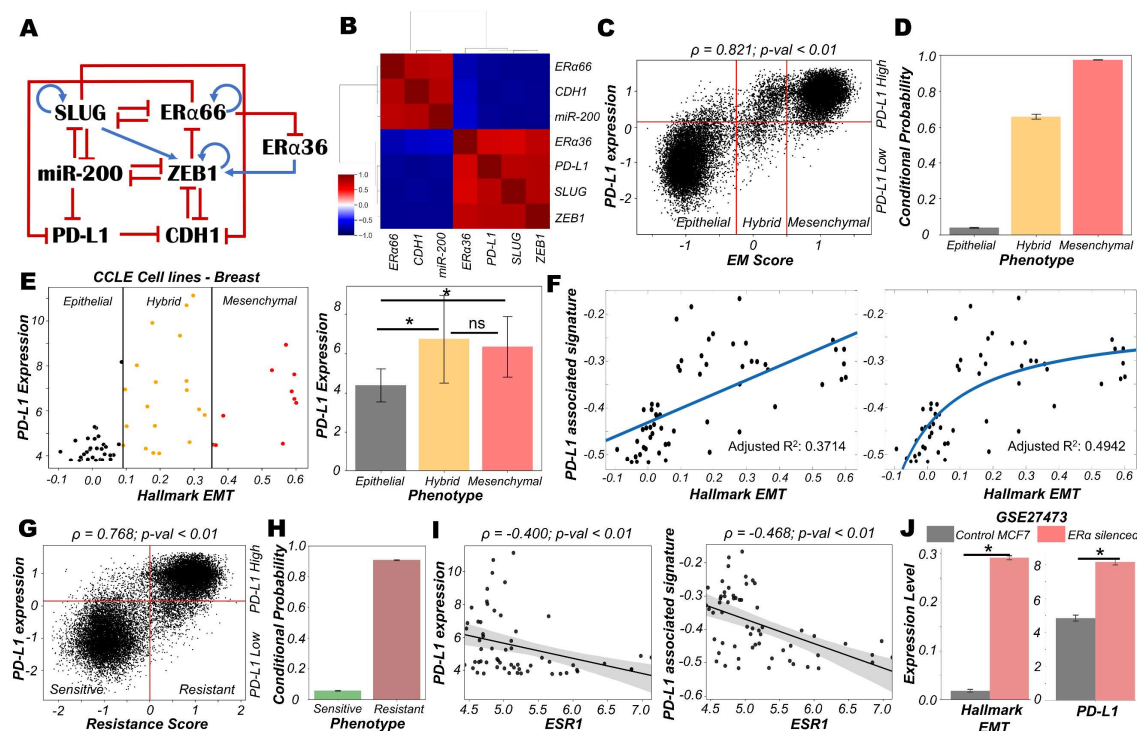 A
SLUG
ERα66
ERα36
miR-200
ZEB1
PD-L1
CDH1
B
ERα66
CDH1
miR-200
ERα36
PD-L1
SLUG
ZEB1
1.0
0.5
0.0
−0.5
−1.0
ERα66
CDH1
miR-200
ERα36
PD-L1
SLUG
ZEB1
C
ρ = 0.821; p-val < 0.01
PD-L1 expression
1
0
-1
-2
Epithelial
Hybrid
Mesenchymal
PD-L1 High
PD-L1 Low
-1
0
1
EM Score
D
Conditional Probability
1.0
0.8
0.6
0.4
0.2
0.0
Epithelial
Hybrid
Mesenchymal
Phenotype
E
CCLE Cell lines - Breast
Epithelial
Hybrid
Mesenchymal
PD-L1 Expression
10
8
6
4
-0.1
0.0
0.1
0.2
0.3
0.4
0.5
0.6
Hallmark EMT
PD-L1 Expression
8
6
4
2
0
*
*
ns
Epithelial
Hybrid
Mesenchymal
Phenotype
F
PD-L1 associated signature
-0.2
-0.3
-0.4
-0.5
Adjusted R²: 0.3714
-0.1
0.0
0.1
0.2
0.3
0.4
0.5
0.6
Hallmark EMT
-0.2
-0.3
-0.4
-0.5
Adjusted R²: 0.4942
-0.1
0.0
0.1
0.2
0.3
0.4
0.5
0.6
Hallmark EMT
G
ρ = 0.768; p-val < 0.01
PD-L1 expression
1
0
-1
-2
Sensitive
Resistant
PD-L1 High
PD-L1 Low
-2
-1
0
1
2
Resistance Score
H
Conditional Probability
1.0
0.8
0.6
0.4
0.2
0.0
Sensitive
Resistant
Phenotype
I
ρ = -0.400; p-val < 0.01
PD-L1 expression
10
8
6
4
4.5
5.0
5.5
6.0
6.5
7.0
ESR1
ρ = -0.468; p-val < 0.01
PD-L1 associated signature
-0.2
-0.3
-0.4
-0.5
-0.6
4.5
5.0
5.5
6.0
6.5
7.0
ESR1
J
GSE27473
Control MCF7
ERα silenced
Expression Level
0.3
0.2
0.1
0.0
*
Hallmark
EMT
8
6
4
2
0
*
PD-L1